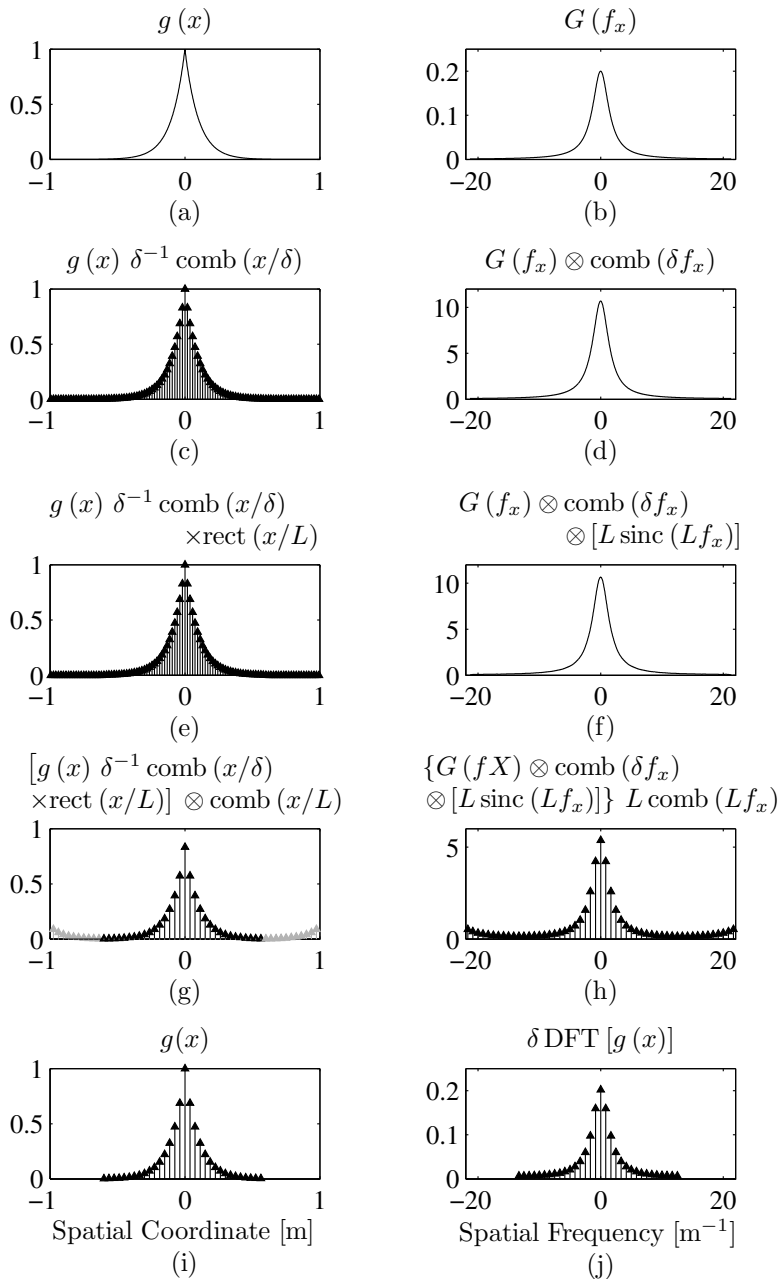 g (x)
G (f_x)
1
0.5
0
−1 0 1
(a)
0.2
0.1
0
−20 0 20
(b)
g (x) δ^{−1} comb (x/δ)
G (f_x) ⊗ comb (δf_x)
1
0.5
0
−1 0 1
(c)
10
5
0
−20 0 20
(d)
g (x) δ^{−1} comb (x/δ)
×rect (x/L)
G (f_x) ⊗ comb (δf_x)
⊗ [L sinc (Lf_x)]
1
0.5
0
−1 0 1
(e)
10
5
0
−20 0 20
(f)
[g (x) δ^{−1} comb (x/δ)
×rect (x/L)] ⊗ comb (x/L)
{G (fX) ⊗ comb (δf_x)
⊗ [L sinc (Lf_x)]} L comb (Lf_x)
1
0.5
0
−1 0 1
(g)
5
0
−20 0 20
(h)
g(x)
δ DFT [g (x)]
1
0.5
0
−1 0 1
Spatial Coordinate [m]
(i)
0.2
0.1
0
−20 0 20
Spatial Frequency [m^{−1}]
(j)